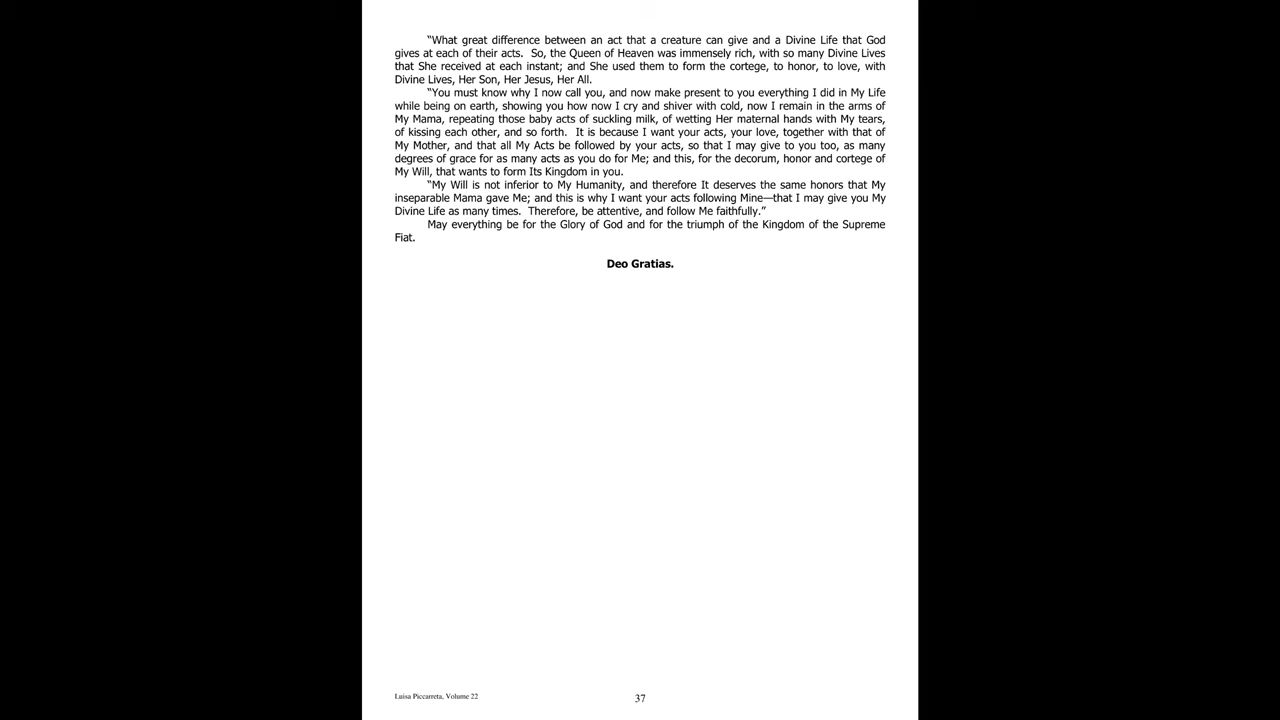 “What great difference between an act that a creature can give and a Divine Life that God
gives at each of their acts.  So, the Queen of Heaven was immensely rich, with so many Divine Lives
that She received at each instant; and She used them to form the cortege, to honor, to love, with
Divine Lives, Her Son, Her Jesus, Her All.
“You must know why I now call you, and now make present to you everything I did in My Life
while being on earth, showing you how now I cry and shiver with cold, now I remain in the arms of
My Mama, repeating those baby acts of suckling milk, of wetting Her maternal hands with My tears,
of kissing each other, and so forth.  It is because I want your acts, your love, together with that of
My Mother, and that all My Acts be followed by your acts, so that I may give to you too, as many
degrees of grace for as many acts as you do for Me; and this, for the decorum, honor and cortege of
My Will, that wants to form Its Kingdom in you.
“My Will is not inferior to My Humanity, and therefore It deserves the same honors that My
inseparable Mama gave Me; and this is why I want your acts following Mine—that I may give you My
Divine Life as many times.  Therefore, be attentive, and follow Me faithfully.”
May everything be for the Glory of God and for the triumph of the Kingdom of the Supreme
Fiat.
Deo Gratias.
Luisa Piccarreta, Volume 22
37